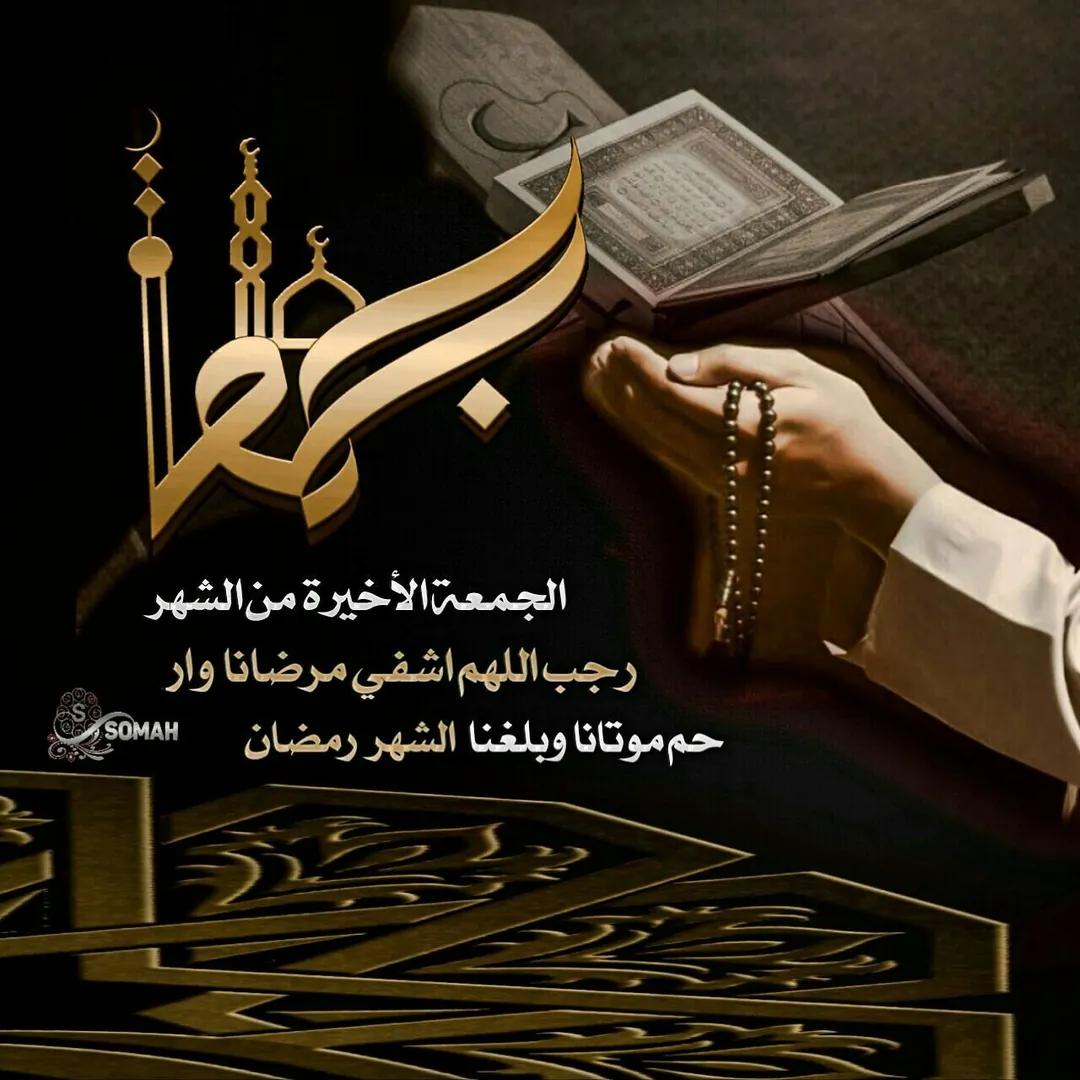 جمعة
الجمعة الأخيرة من الشهر
رجب اللهم اشفي مرضانا وار
حم موتانا وبلغنا الشهر رمضان
S
SOMAH